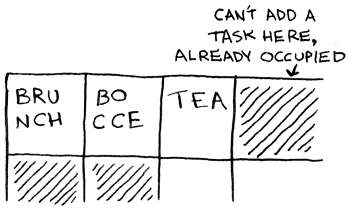 CAN'T ADD A
TASK HERE,
ALREADY OCCUPIED
BRU
NCH
BO
CCE
TEA